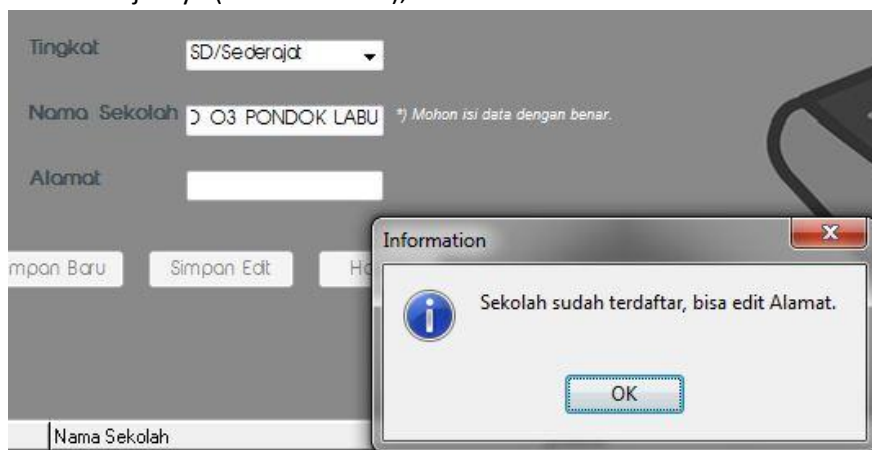 Tingkat
SD/Sederajat
Nama Sekolah
O3 PONDOK LABU
*) Mohon isi data dengan benar.
Alamat
Information
mpan Baru
Simpan Edit
Ha
Sekolah sudah terdaftar, bisa edit Alamat.
OK
Nama Sekolah